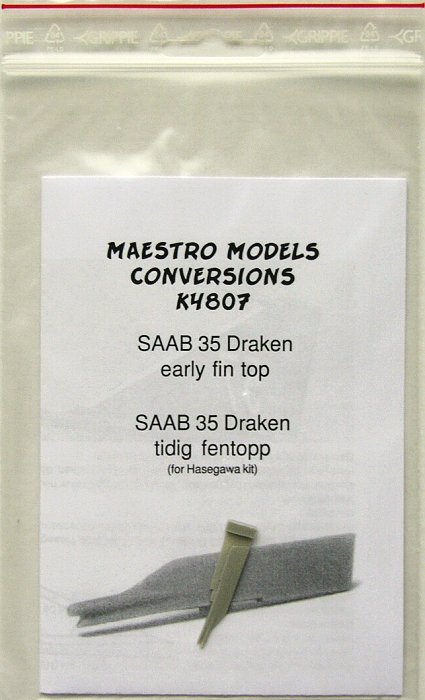 GRIPPIE GRIPPIE GRIPPIE
MAESTRO MODELS
CONVERSIONS
K4807
SAAB 35 Draken
early fin top
SAAB 35 Draken
tidig fentopp
(for Hasegawa kit)